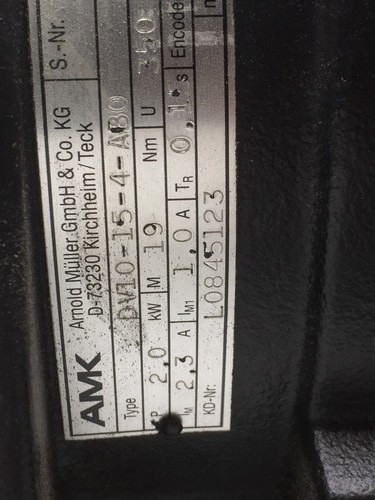 AMK Arnold Müller GmbH & Co. KG S.-Nr.
D-73230 Kirchheim/Teck
Type DV10-15-4-AB0
P 2,0 KW M 19 Nm U 350
IM 2,3 A IM1 1,0 A TR 0,1 s Encode
KD-Nr: L0845123